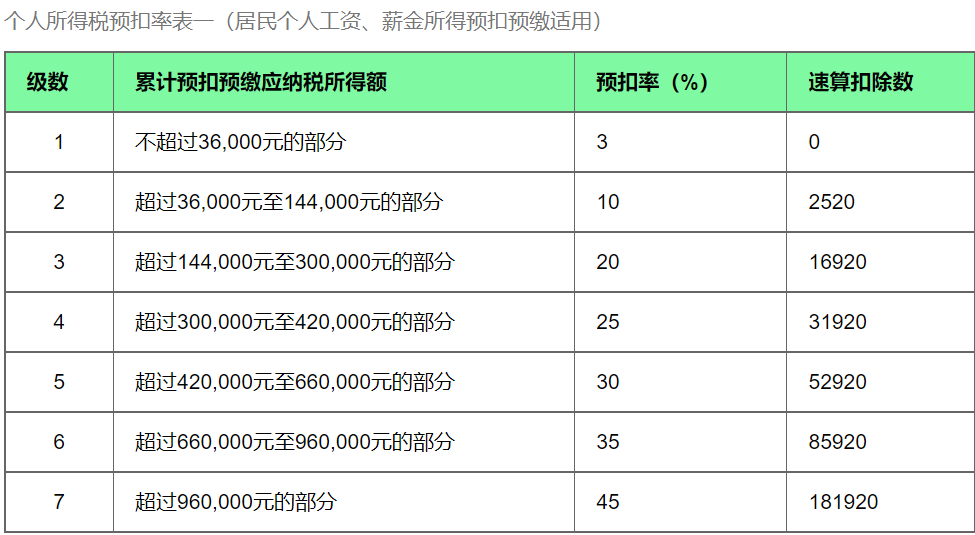 个人所得税预扣率表一（居民个人工资、薪金所得预扣预缴适用）
级数 累计预扣预缴应纳税所得额 预扣率（%） 速算扣除数
1 不超过36,000元的部分 3 0
2 超过36,000元至144,000元的部分 10 2520
3 超过144,000元至300,000元的部分 20 16920
4 超过300,000元至420,000元的部分 25 31920
5 超过420,000元至660,000元的部分 30 52920
6 超过660,000元至960,000元的部分 35 85920
7 超过960,000元的部分 45 181920